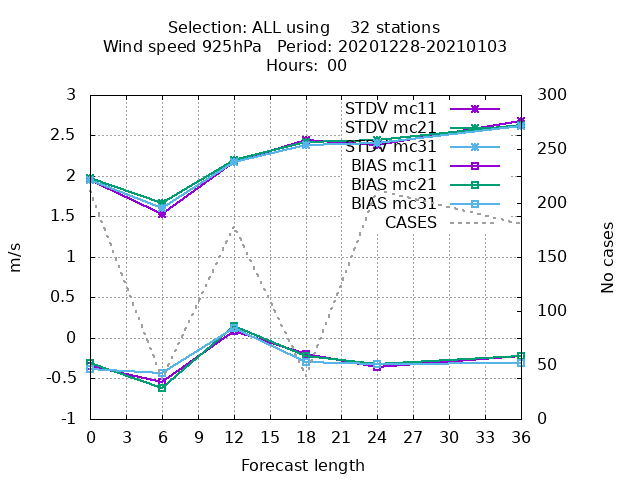 Selection: ALL using    32 stations
Wind speed 925hPa   Period: 20201228-20210103
Hours: 00
3
2.5
2
1.5
1
0.5
0
-0.5
-1
m/s
300
250
200
150
100
50
0
No cases
STDV mc11
STDV mc21
STDV mc31
BIAS mc11
BIAS mc21
BIAS mc31
CASES
0 3 6 9 12 15 18 21 24 27 30 33 36
Forecast length